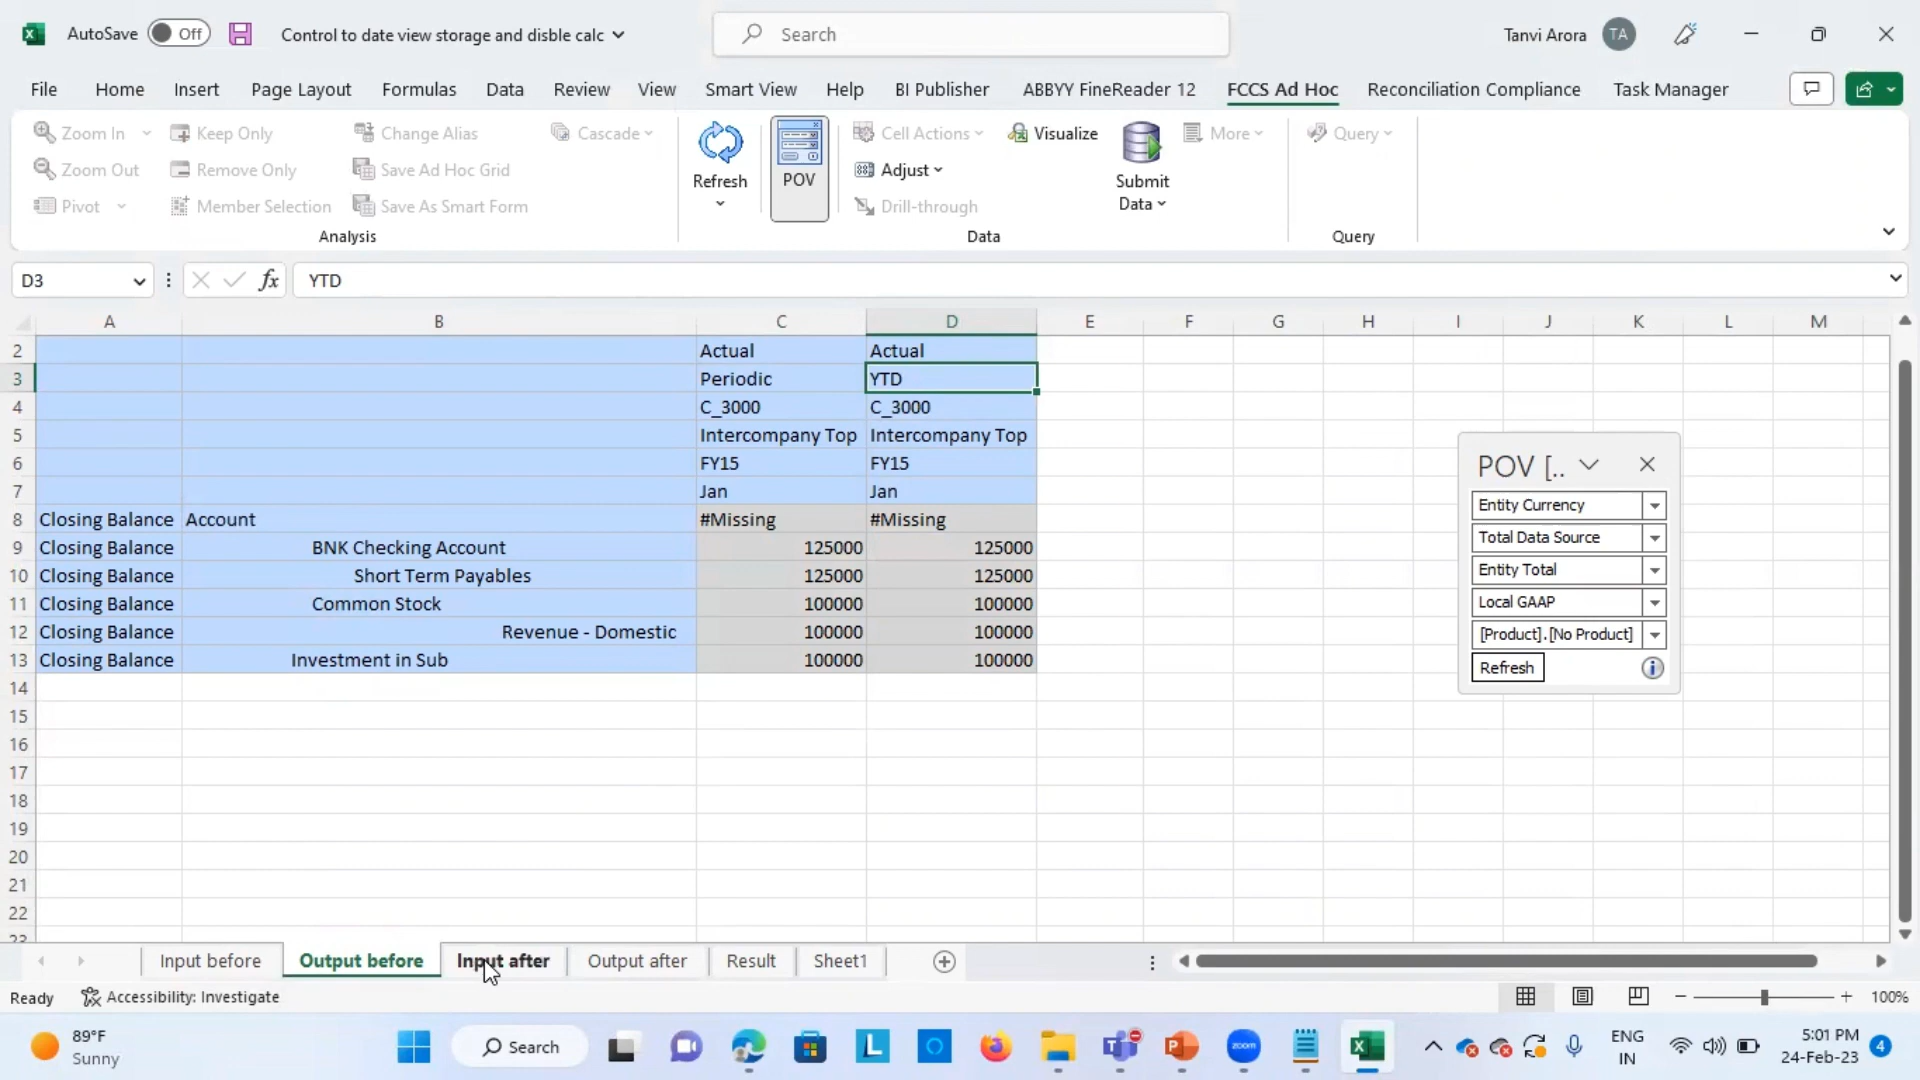 AutoSave Off Control to date view storage and disble calc Search Tanvi Arora TA
File Home Insert Page Layout Formulas Data Review View Smart View Help BI Publisher ABBYY FineReader 12 FCCS Ad Hoc Reconciliation Compliance Task Manager
Zoom In Keep Only Change Alias Cascade Cell Actions Visualize More Query
Zoom Out Remove Only Save Ad Hoc Grid Refresh POV Adjust Submit Data
Pivot Member Selection Save As Smart Form Drill-through
Analysis Data Query
D3 fx YTD
A B C D E F G H I J K L M
2 Actual Actual
3 Periodic YTD
4 C_3000 C_3000
5 Intercompany Top Intercompany Top
6 FY15 FY15
7 Jan Jan
8 Closing Balance Account #Missing #Missing
9 Closing Balance BNK Checking Account 125000 125000
10 Closing Balance Short Term Payables 125000 125000
11 Closing Balance Common Stock 100000 100000
12 Closing Balance Revenue - Domestic 100000 100000
13 Closing Balance Investment in Sub 100000 100000
14
15
16
17
18
19
20
21
22
23
POV [..
Entity Currency
Total Data Source
Entity Total
Local GAAP
[Product].[No Product]
Refresh
Input before Output before Input after Output after Result Sheet1
Ready Accessibility: Investigate 100%
89°F
Sunny
Search
zoom
ENG
IN
5:01 PM
24-Feb-23
4